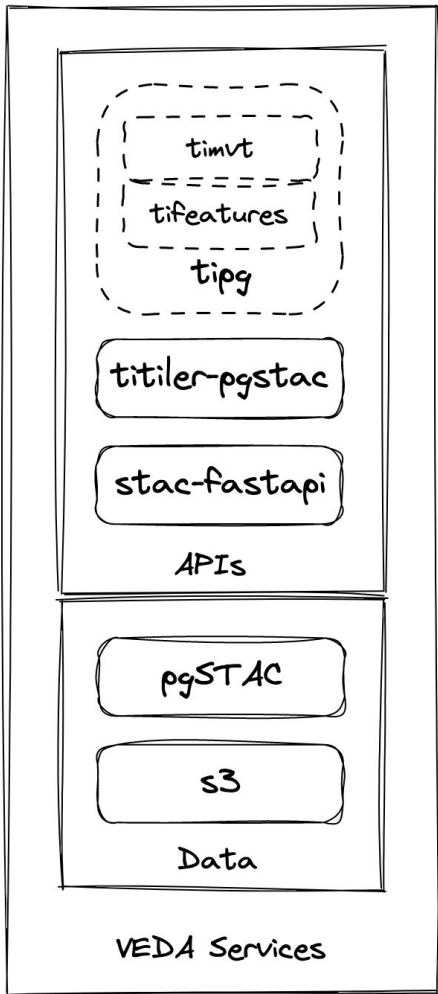 timvt
tifeatures
tipg
titiler-pgstac
stac-fastapi
APIs
pgSTAC
s3
Data
VEDA Services